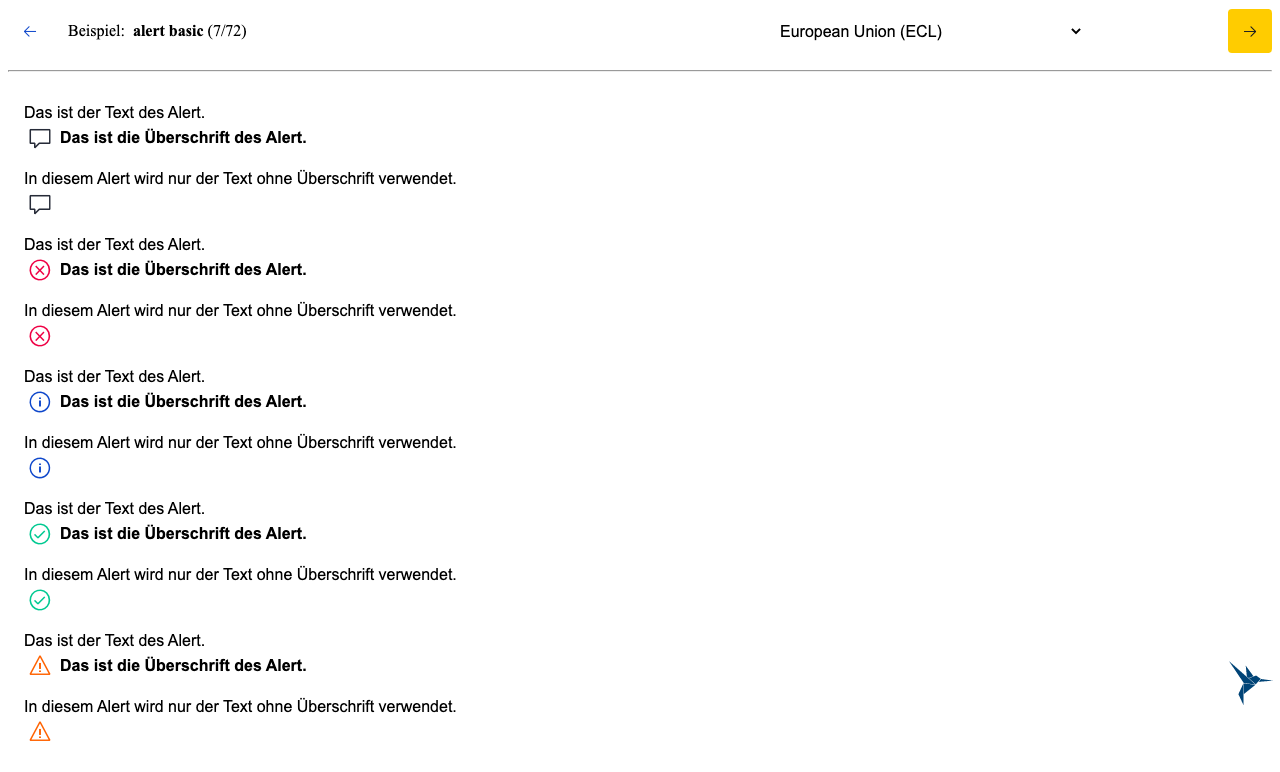 Beispiel: alert basic (7/72)
European Union (ECL)
Das ist der Text des Alert.
Das ist die Überschrift des Alert.
In diesem Alert wird nur der Text ohne Überschrift verwendet.
Das ist der Text des Alert.
Das ist die Überschrift des Alert.
In diesem Alert wird nur der Text ohne Überschrift verwendet.
Das ist der Text des Alert.
Das ist die Überschrift des Alert.
In diesem Alert wird nur der Text ohne Überschrift verwendet.
Das ist der Text des Alert.
Das ist die Überschrift des Alert.
In diesem Alert wird nur der Text ohne Überschrift verwendet.
Das ist der Text des Alert.
Das ist die Überschrift des Alert.
In diesem Alert wird nur der Text ohne Überschrift verwendet.